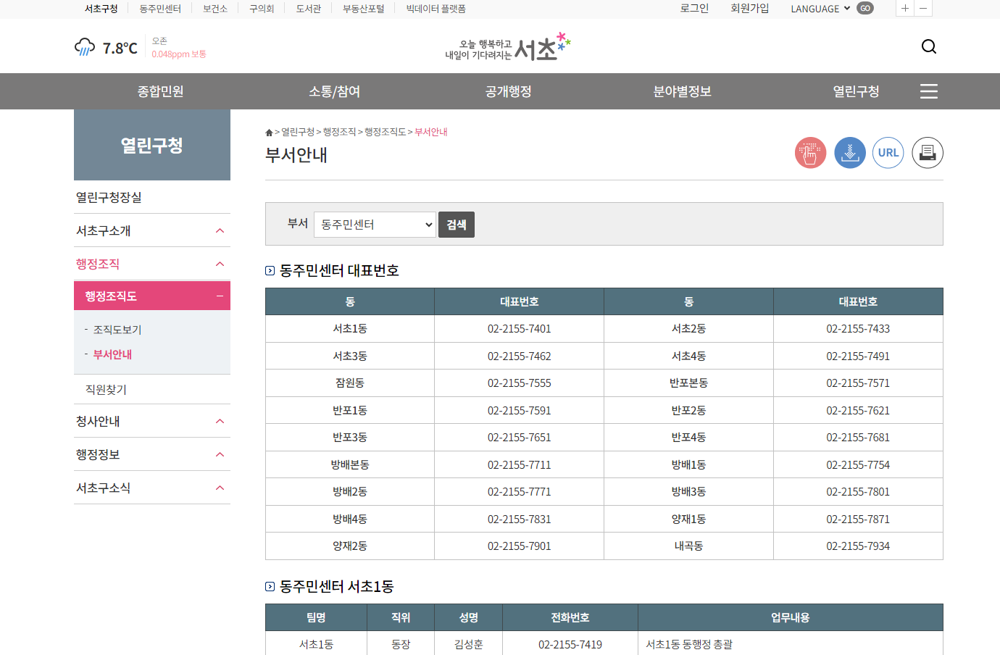 서초구청 동주민센터 보건소 구의회 도서관 부동산포털 빅데이터 플랫폼 로그인 회원가입 LANGUAGE GO + −
7.8℃ 오존
0.048ppm 보통
오늘 행복하고
내일이 기다려지는 서초
종합민원 소통/참여 공개행정 분야별정보 열린구청
열린구청
열린구청장실
서초구소개
행정조직
행정조직도
- 조직도보기
- 부서안내
직원찾기
청사안내
행정정보
서초구소식
> 열린구청 > 행정조직 > 행정조직도 > 부서안내
부서안내
URL
부서 동주민센터 검색
동주민센터 대표번호
동 대표번호 동 대표번호
서초1동 02-2155-7401 서초2동 02-2155-7433
서초3동 02-2155-7462 서초4동 02-2155-7491
잠원동 02-2155-7555 반포본동 02-2155-7571
반포1동 02-2155-7591 반포2동 02-2155-7621
반포3동 02-2155-7651 반포4동 02-2155-7681
방배본동 02-2155-7711 방배1동 02-2155-7754
방배2동 02-2155-7771 방배3동 02-2155-7801
방배4동 02-2155-7831 양재1동 02-2155-7871
양재2동 02-2155-7901 내곡동 02-2155-7934
동주민센터 서초1동
팀명 직위 성명 전화번호 업무내용
서초1동 동장 김성훈 02-2155-7419 서초1동 동행정 총괄